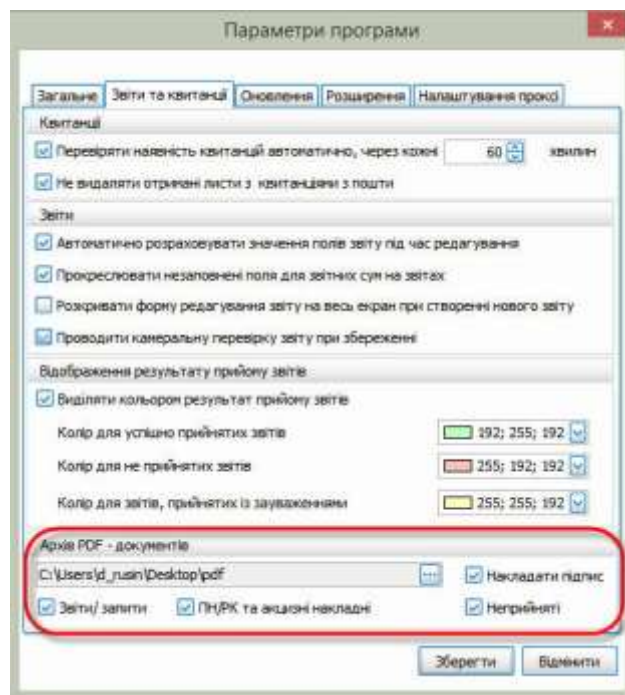 Параметри програми
Загальне Звіти та квитанції Оновлення Розширення Налаштування проксі
Квитанції
Перевіряти наявність квитанцій автоматично, через кожні 60 хвилин
Не видаляти отримані листи з квитанціями з пошти
Звіти
Автоматично розраховувати значення полів звіту під час редагування
Прокреслювати незаповнені поля для звітних сум на звітах
Розкривати форму редагування звіту на весь екран при створенні нового звіту
Проводити камеральну перевірку звіту при збереженні
Відображення результату прийому звітів
Виділяти кольором результат прийому звітів
Колір для успішно прийнятих звітів 192; 255; 192
Колір для не прийнятих звітів 255; 192; 192
Колір для звітів, прийнятих із зауваженнями 255; 255; 192
Архів PDF - документів
C:\Users\d_rusin\Desktop\pdf ... Накладати підпис
Звіти/ запити ПН/РК та акцизні накладні Неприйняті
Зберегти Відмінити